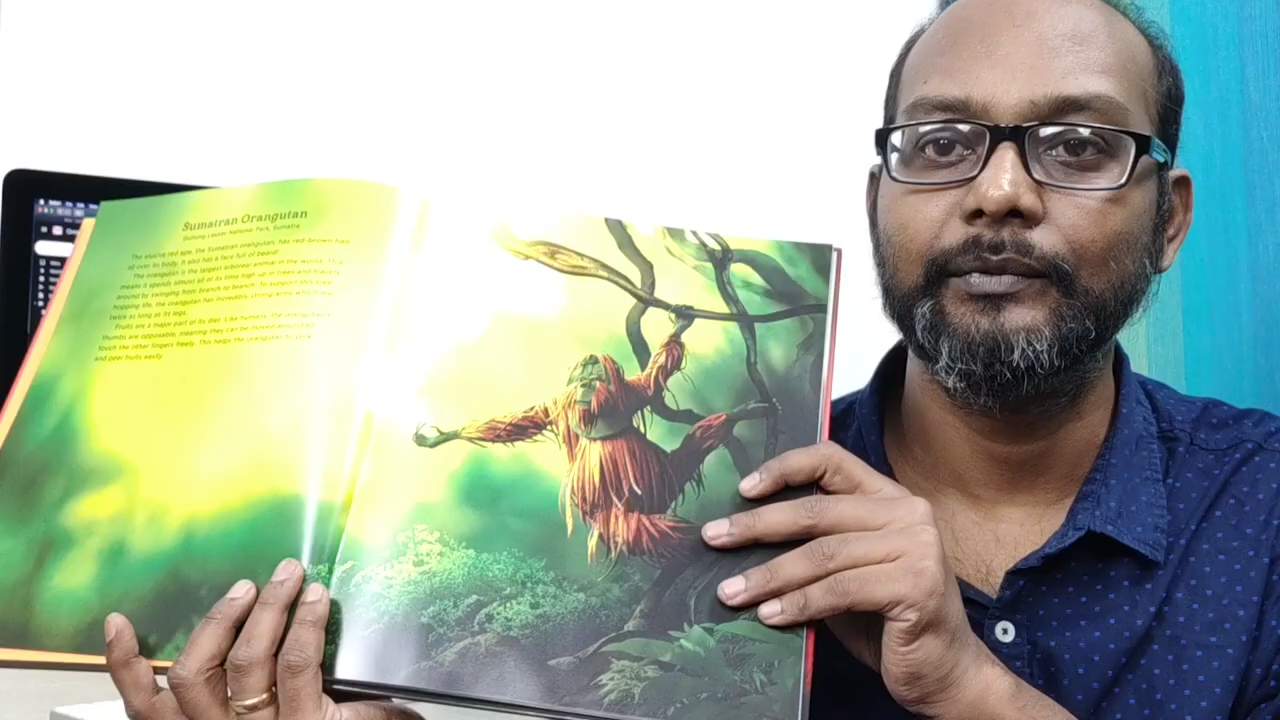 Sumatran Orangutan
Gunung Leuser National Park, Sumatra
The elusive red ape, the Sumatran orangutan, has red-brown hair
all over its body. It also has a face full of beard!
The orangutan is the largest arboreal animal in the world. This
means it spends almost all of its time high up in trees and travels
around by swinging from branch to branch. To support this tree-
hopping life, the orangutan has incredibly strong arms which are
twice as long as its legs.
Fruits are a major part of its diet. Like humans, the orangutan's
thumbs are opposable, meaning they can be moved around to
touch the other fingers freely. This helps the orangutan to pick
and peel fruits easily.